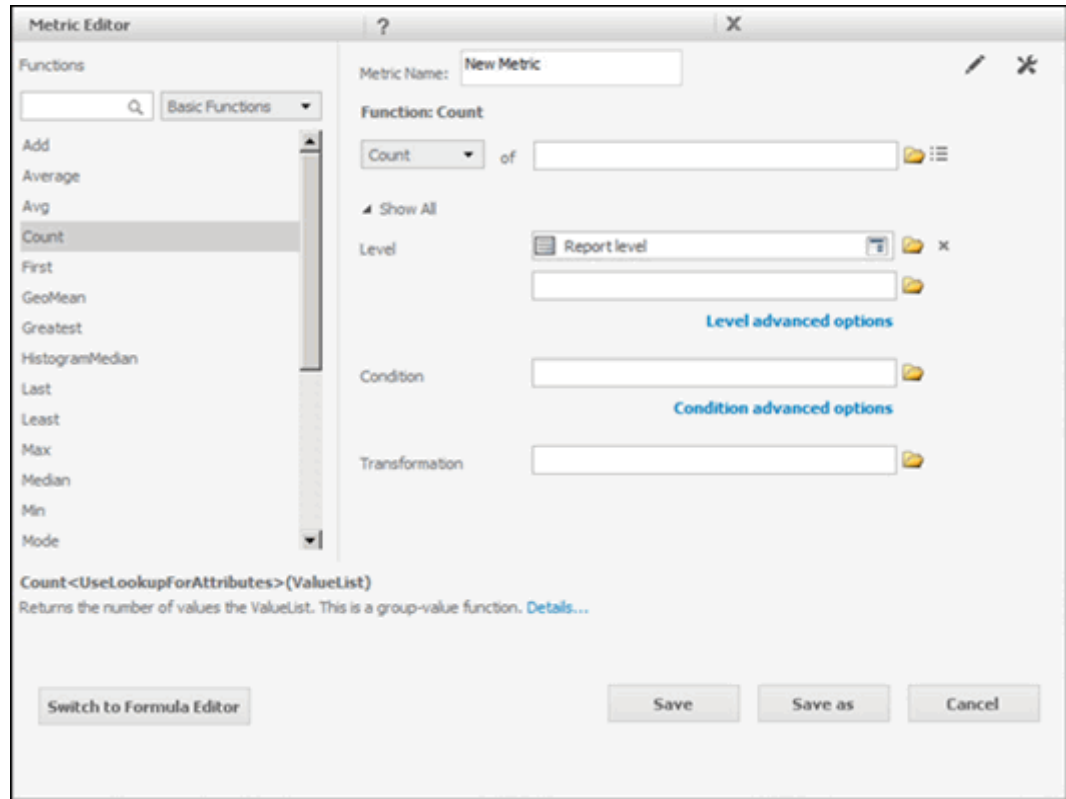 Metric Editor ? X
Functions
Metric Name: New Metric
Basic Functions
Function: Count
Add
Average
Avg
Count
First
GeoMean
Greatest
HistogramMedian
Last
Least
Max
Median
Min
Mode
Count of
Show All
Level Report level
Level advanced options
Condition
Condition advanced options
Transformation
Count<UseLookupForAttributes>(ValueList)
Returns the number of values the ValueList. This is a group-value function. Details...
Switch to Formula Editor Save Save as Cancel